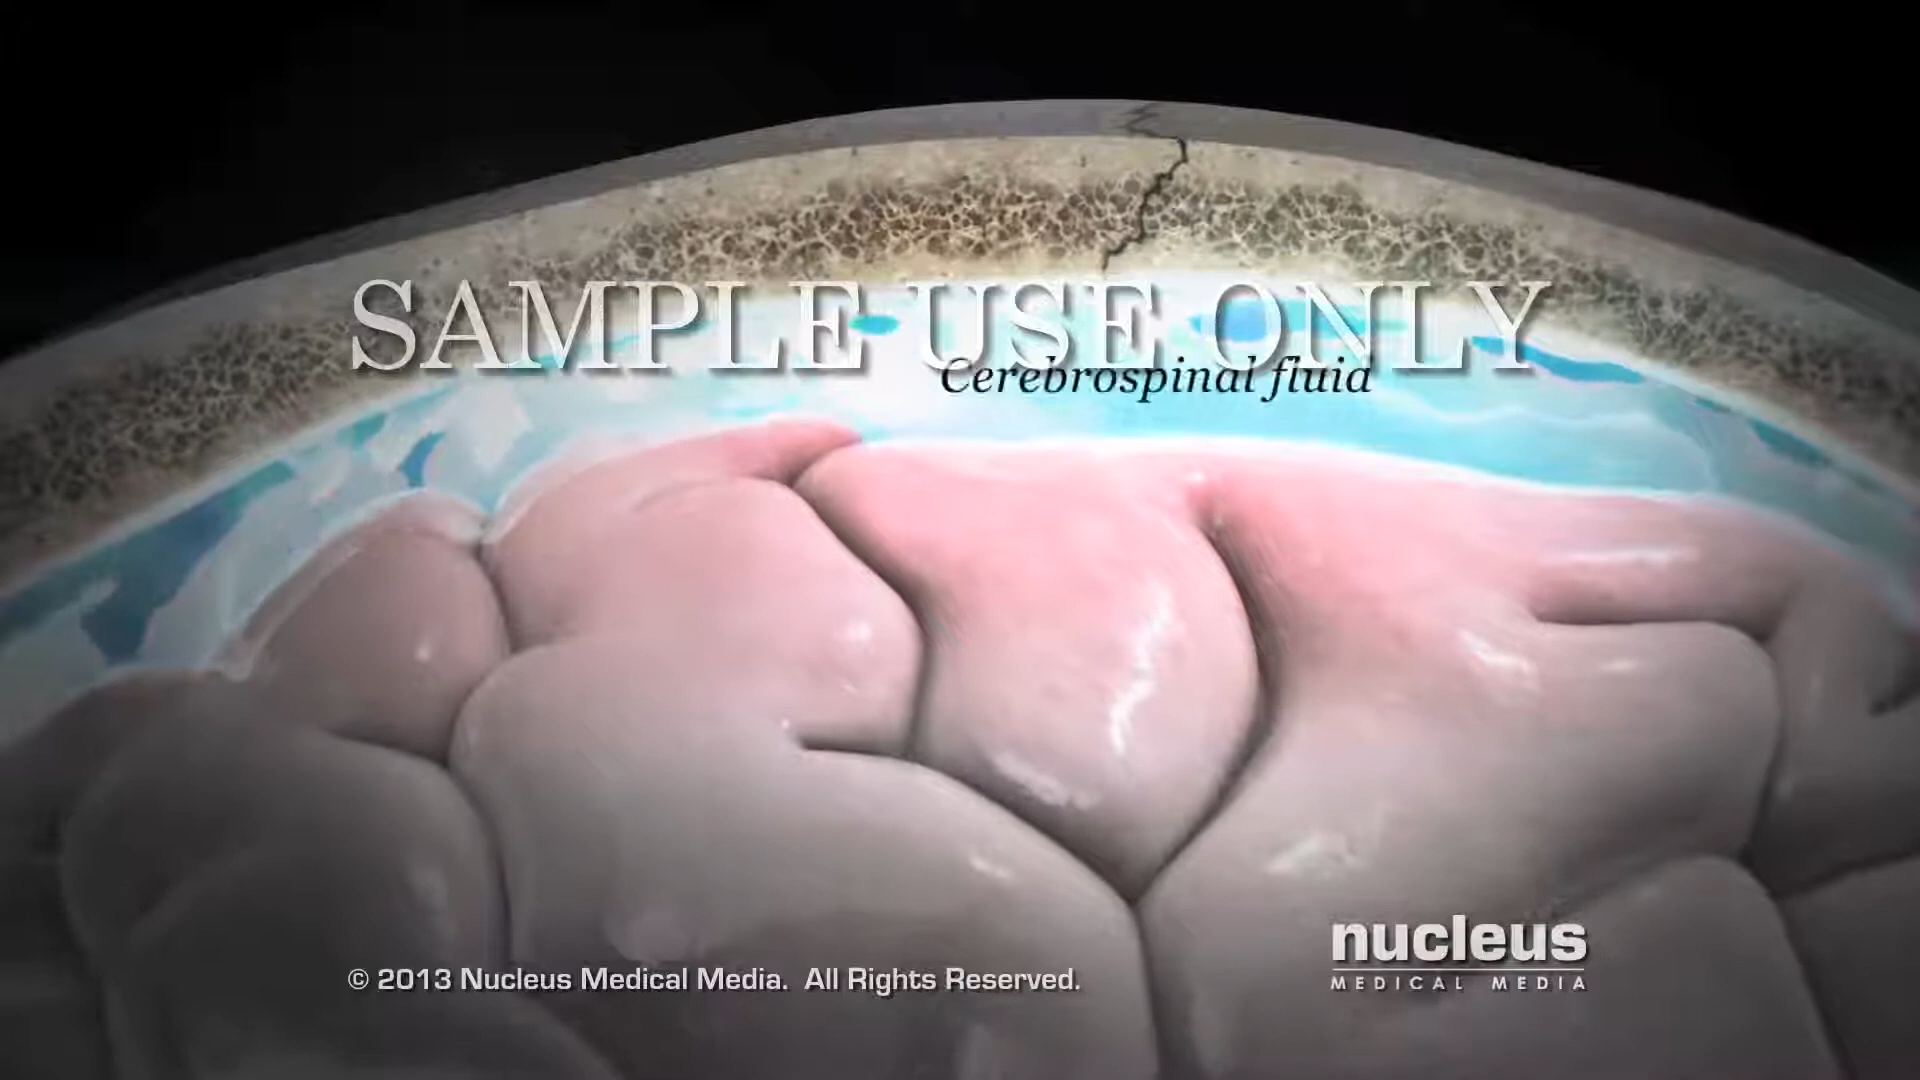 SAMPLE USE ONLY
Cerebrospinal fluid
nucleus
MEDICAL MEDIA
© 2013 Nucleus Medical Media. All Rights Reserved.